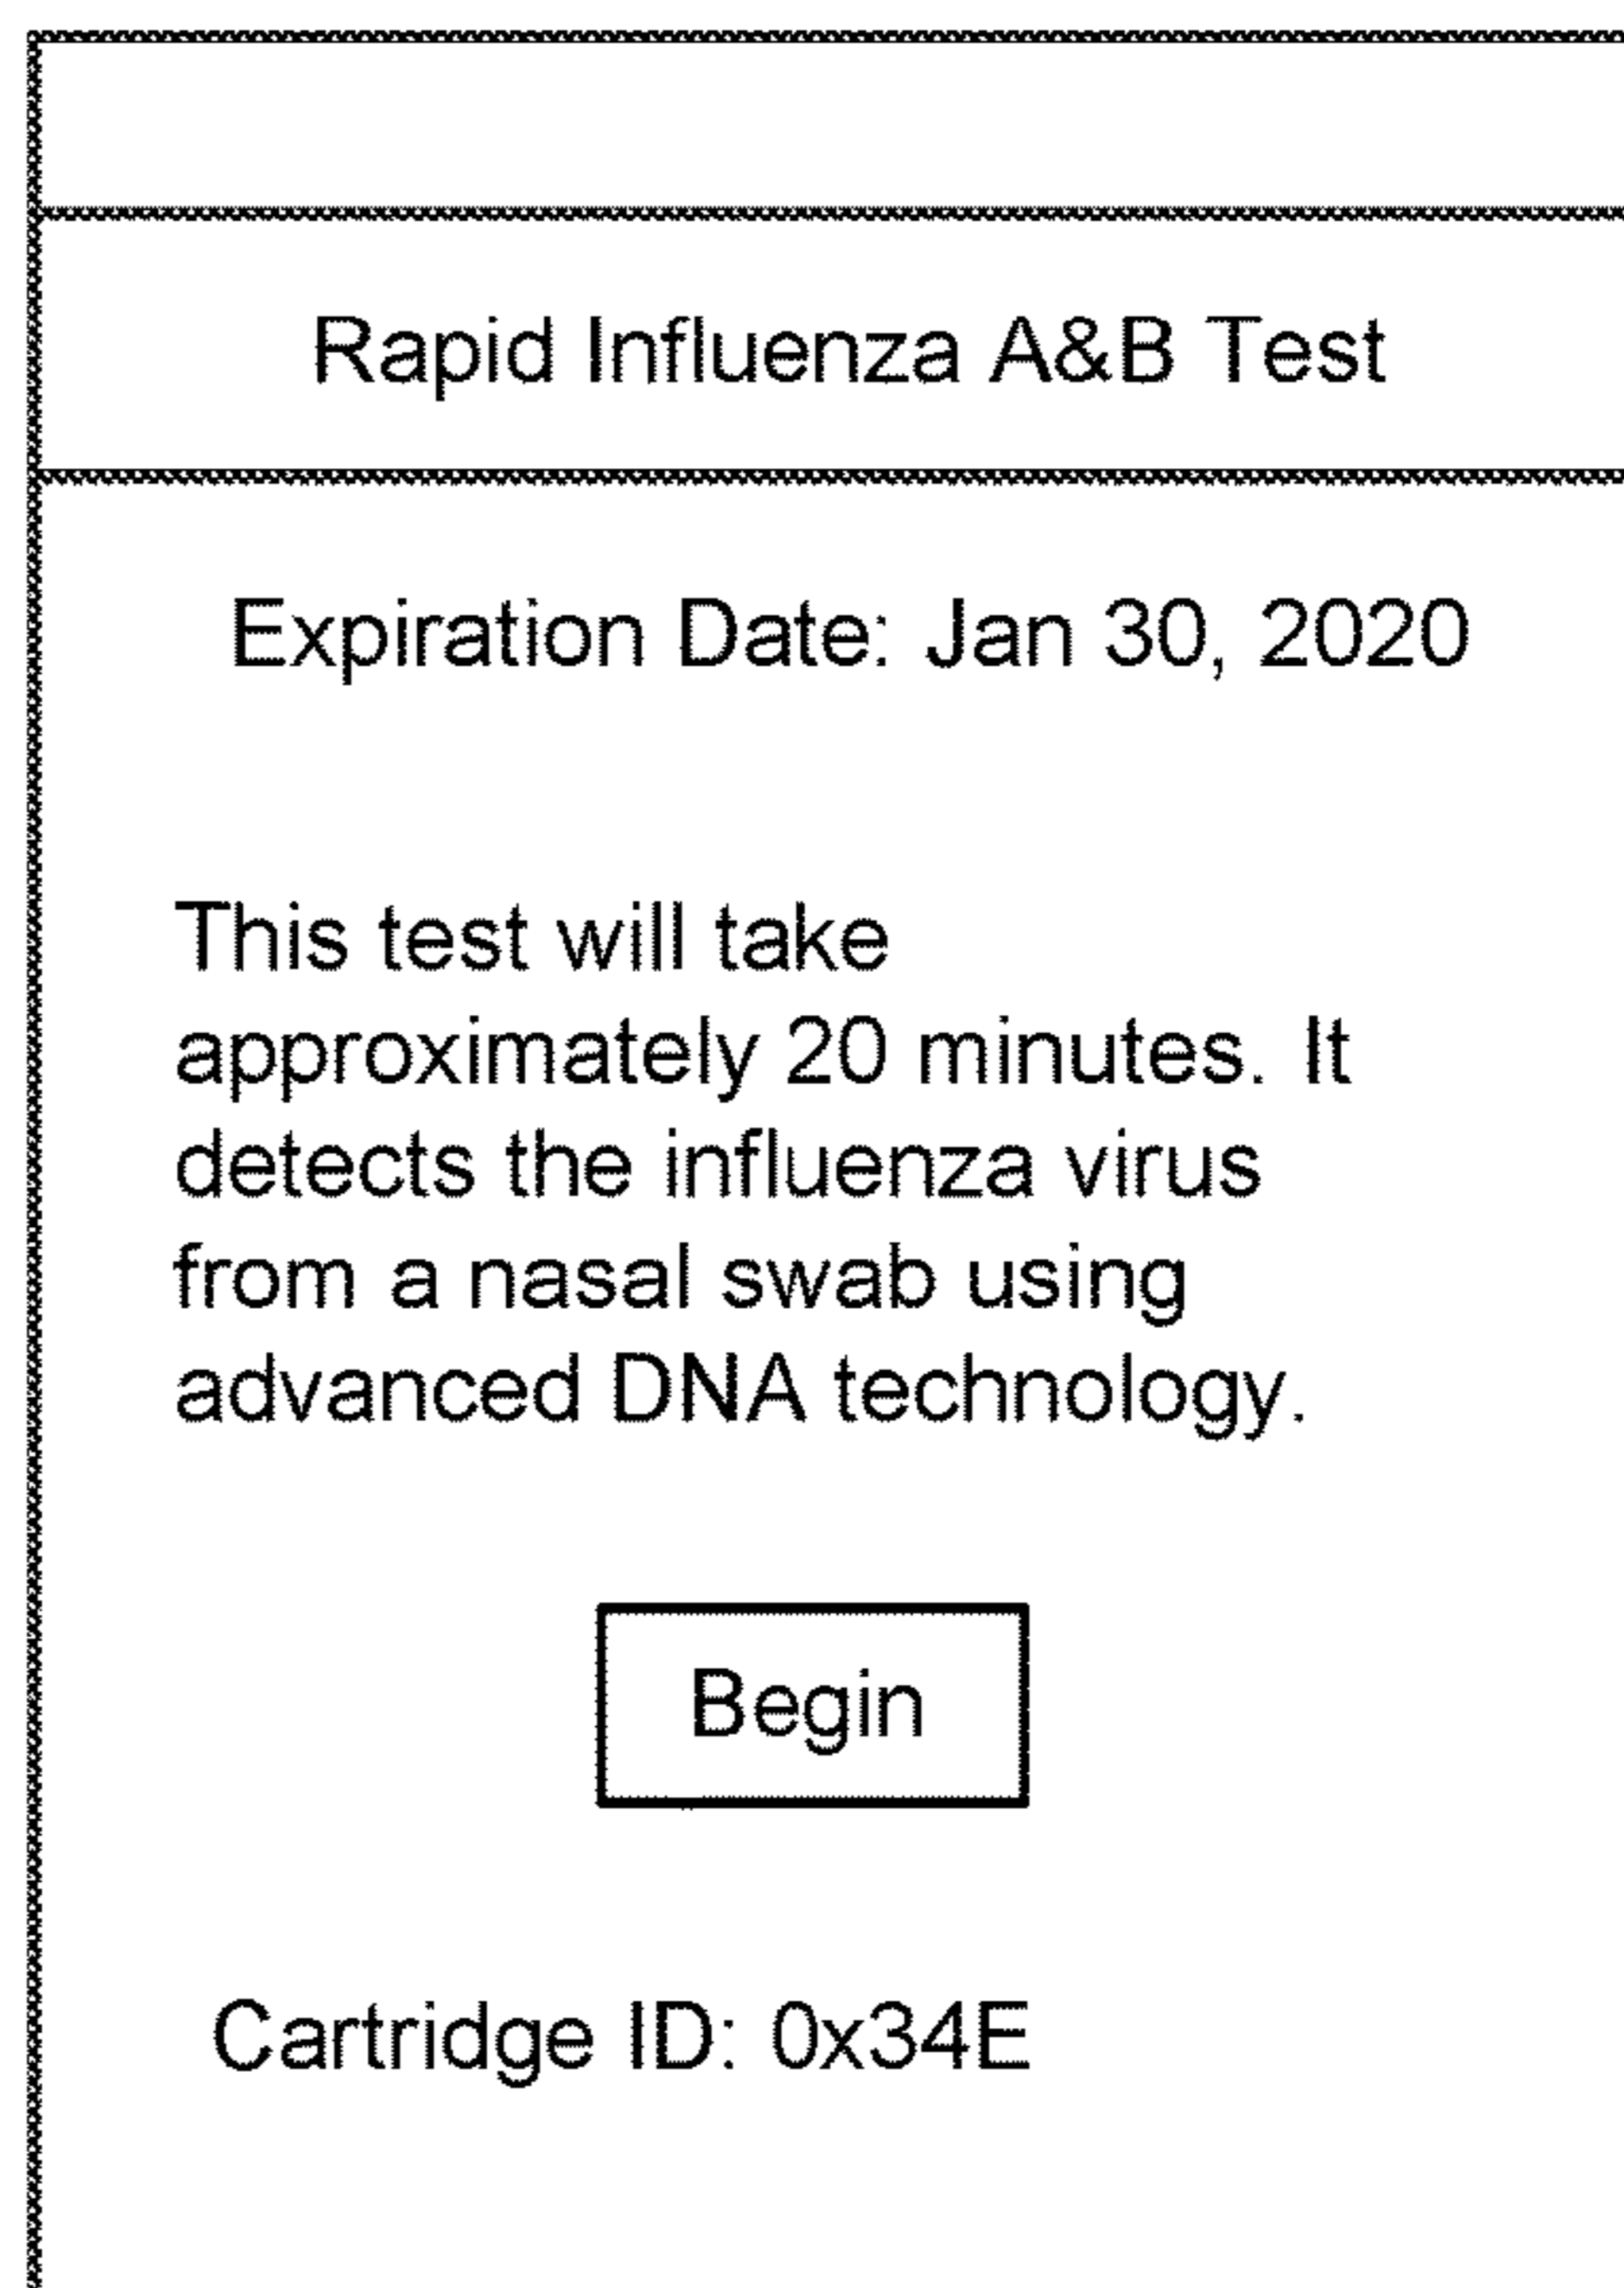 Rapid Influenza A&B Test
Expiration Date: Jan 30, 2020
This test will take
approximately 20 minutes. It
detects the influenza virus
from a nasal swab using
advanced DNA technology.
Begin
Cartridge ID: 0x34E